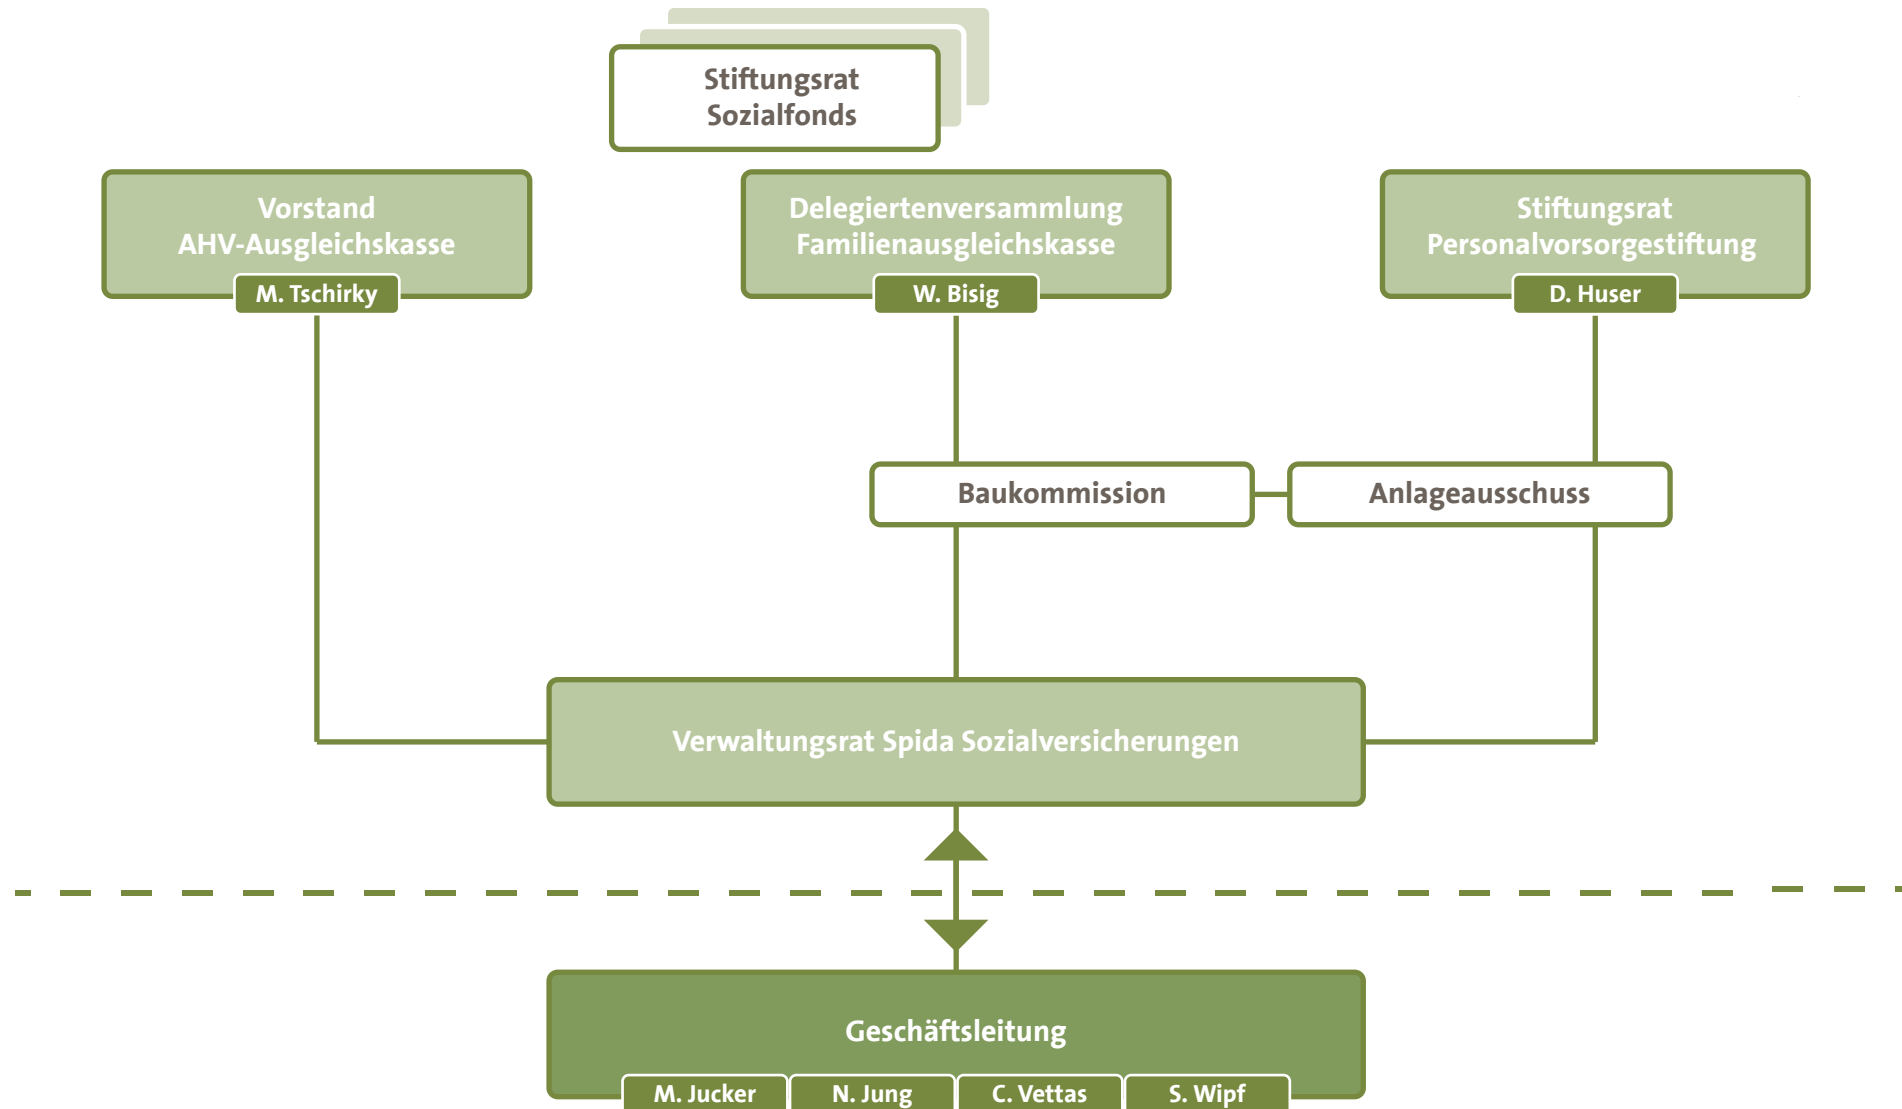 Stiftungsrat
Sozialfonds
Vorstand
AHV-Ausgleichskasse
M. Tschirky
Delegiertenversammlung
Familienausgleichskasse
W. Bisig
Stiftungsrat
Personalvorsorgestiftung
D. Huser
Baukommission
Anlageausschuss
Verwaltungsrat Spida Sozialversicherungen
Geschäftsleitung
M. Jucker
N. Jung
C. Vettas
S. Wipf